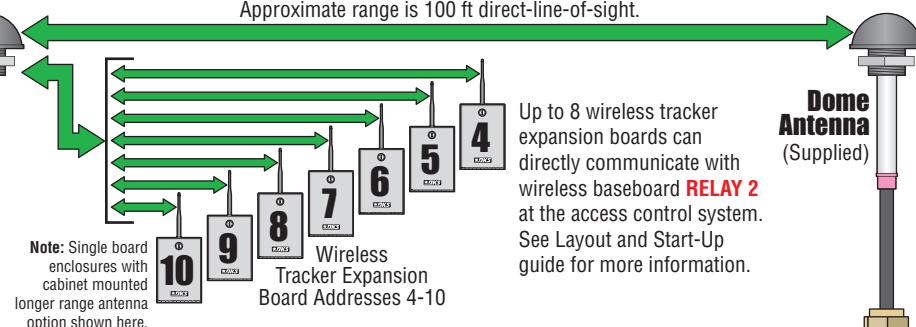 Approximate range is 100 ft direct-line-of-sight.
Dome
Antenna
(Supplied)
Up to 8 wireless tracker
expansion boards can
directly communicate with
wireless baseboard RELAY 2
at the access control system.
See Layout and Start-Up
guide for more information.
4
5
6
7
8
9
10
Wireless
Tracker Expansion
Board Addresses 4-10
Note: Single board
enclosures with
cabinet mounted
longer range antenna
option shown here.